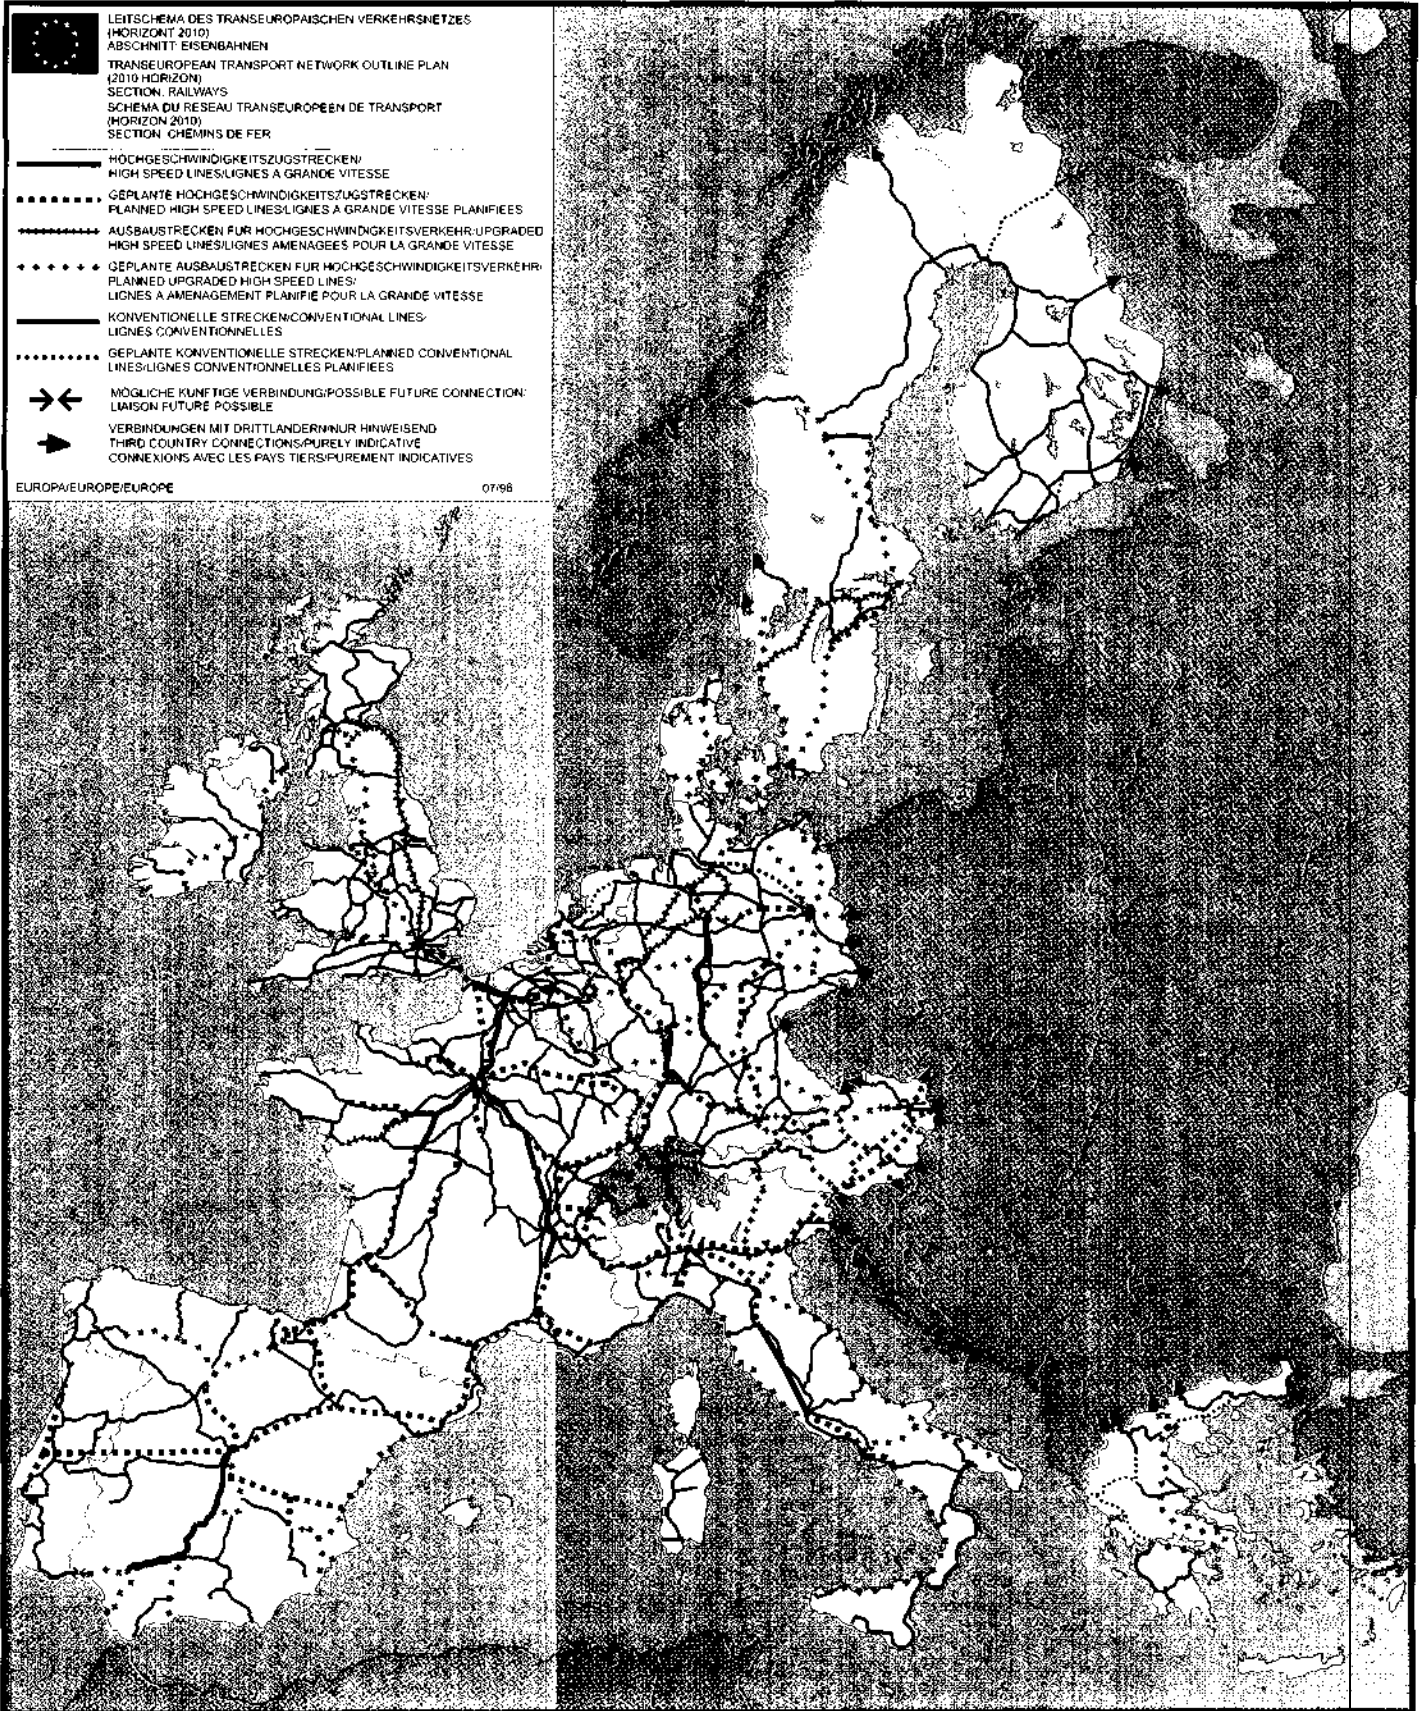 LEITSCHEMA DES TRANSEUROPAISCHEN VERKEHRSNETZES
(HORIZONT 2010)
ABSCHNITT EISENBAHNEN
TRANSEUROPEAN TRANSPORT NETWORK OUTLINE PLAN
(2010 HORIZON)
SECTION. RAILWAYS
SCHEMA DU RESEAU TRANSEUROPEEN DE TRANSPORT
(HORIZON 2010)
SECTION CHEMINS DE FER
HOCHGESCHWINDIGKEITSZUGSTRECKEN/
HIGH SPEED LINES/LIGNES A GRANDE VITESSE
GEPLANTE HOCHGESCHWINDIGKEITSZUGSTRECKEN/
PLANNED HIGH SPEED LINES/LIGNES A GRANDE VITESSE PLANIFIEES
AUSBAUSTRECKEN FUR HOCHGESCHWINDIGKEITSVERKEHR/UPGRADED
HIGH SPEED LINES/LIGNES AMENAGEES POUR LA GRANDE VITESSE
GEPLANTE AUSBAUSTRECKEN FUR HOCHGESCHWINDIGKEITSVERKEHR/
PLANNED UPGRADED HIGH SPEED LINES/
LIGNES A AMENAGEMENT PLANIFIE POUR LA GRANDE VITESSE
KONVENTIONELLE STRECKEN/CONVENTIONAL LINES/
LIGNES CONVENTIONNELLES
GEPLANTE KONVENTIONELLE STRECKEN/PLANNED CONVENTIONAL
LINES/LIGNES CONVENTIONNELLES PLANIFIEES
MOGLICHE KUNFTIGE VERBINDUNG/POSSIBLE FUTURE CONNECTION/
LIAISON FUTURE POSSIBLE
VERBINDUNGEN MIT DRITTLANDERN/NUR HINWEISEND
THIRD COUNTRY CONNECTIONS/PURELY INDICATIVE
CONNEXIONS AVEC LES PAYS TIERS/PUREMENT INDICATIVES
EUROPA/EUROPE/EUROPE 07/96